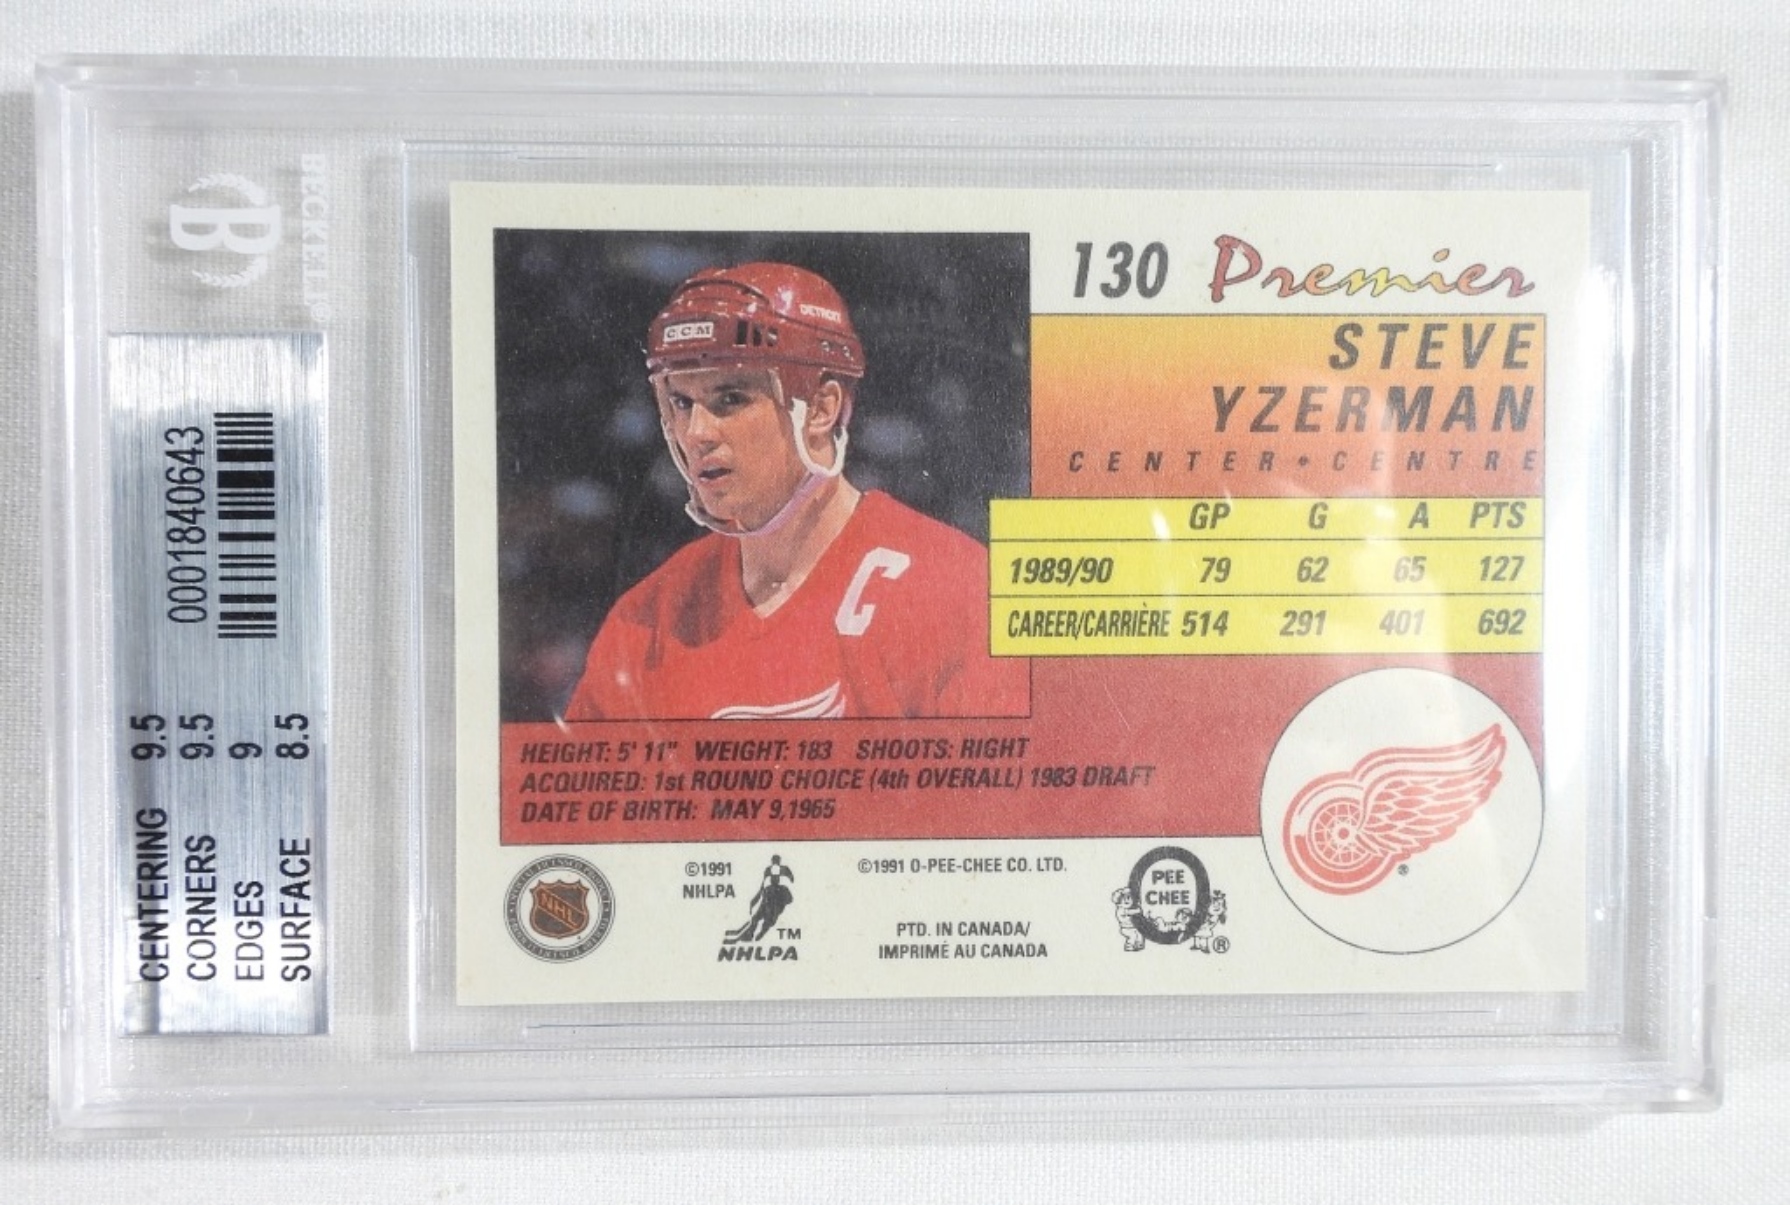 BECKETT
0001840643
CENTERING 9.5
CORNERS 9.5
EDGES 9
SURFACE 8.5
DETROIT
CCM
C
130 Premier
STEVE
YZERMAN
CENTER • CENTRE
GP G A PTS
1989/90 79 62 65 127
CAREER/CARRIÈRE 514 291 401 692
HEIGHT: 5' 11" WEIGHT: 183 SHOOTS: RIGHT
ACQUIRED: 1st ROUND CHOICE (4th OVERALL) 1983 DRAFT
DATE OF BIRTH: MAY 9,1965
NHL
©1991
NHLPA
TM
NHLPA
©1991 O-PEE-CHEE CO. LTD.
PTD. IN CANADA/
IMPRIMÉ AU CANADA
PEE
CHEE
®
®